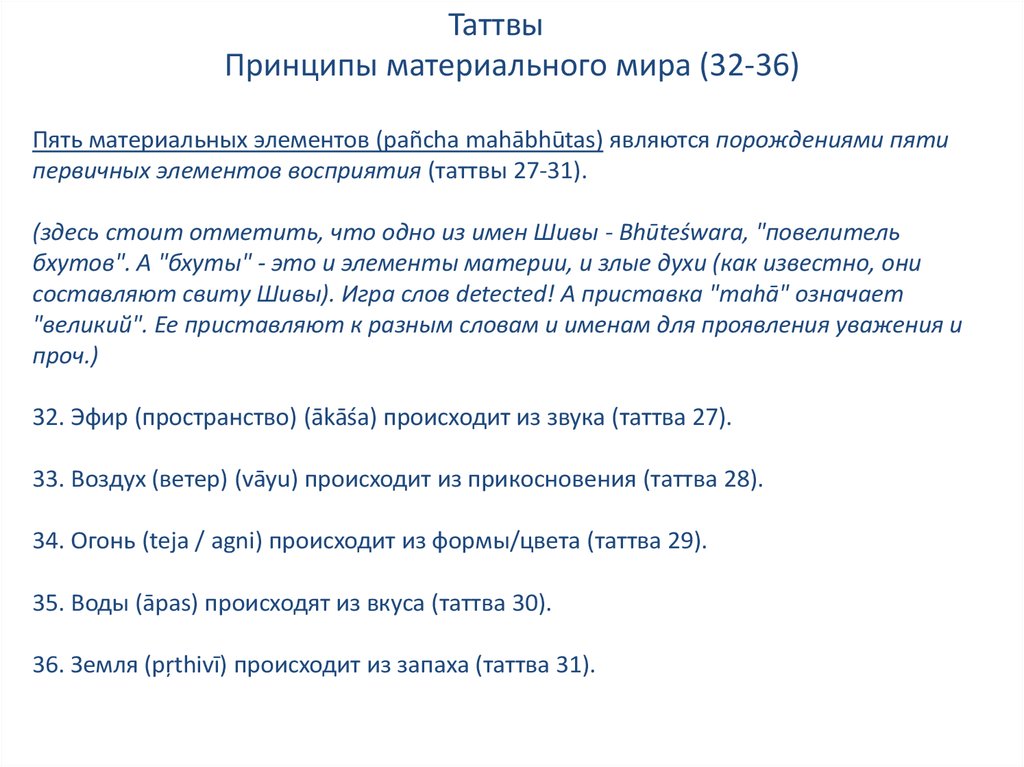 Таттвы
Принципы материального мира (32-36)
Пять материальных элементов (pañcha mahābhūtas) являются порождениями пяти
первичных элементов восприятия (таттвы 27-31).
(здесь стоит отметить, что одно из имен Шивы - Bhūteśwara, "повелитель
бхутов". А "бхуты" - это и элементы материи, и злые духи (как известно, они
составляют свиту Шивы). Игра слов detected! А приставка "mahā" означает
"великий". Ее приставляют к разным словам и именам для проявления уважения и
проч.)
32. Эфир (пространство) (ākāśa) происходит из звука (таттва 27).
33. Воздух (ветер) (vāyu) происходит из прикосновения (таттва 28).
34. Огонь (teja / agni) происходит из формы/цвета (таттва 29).
35. Воды (āpas) происходят из вкуса (таттва 30).
36. Земля (pŗthivī) происходит из запаха (таттва 31).